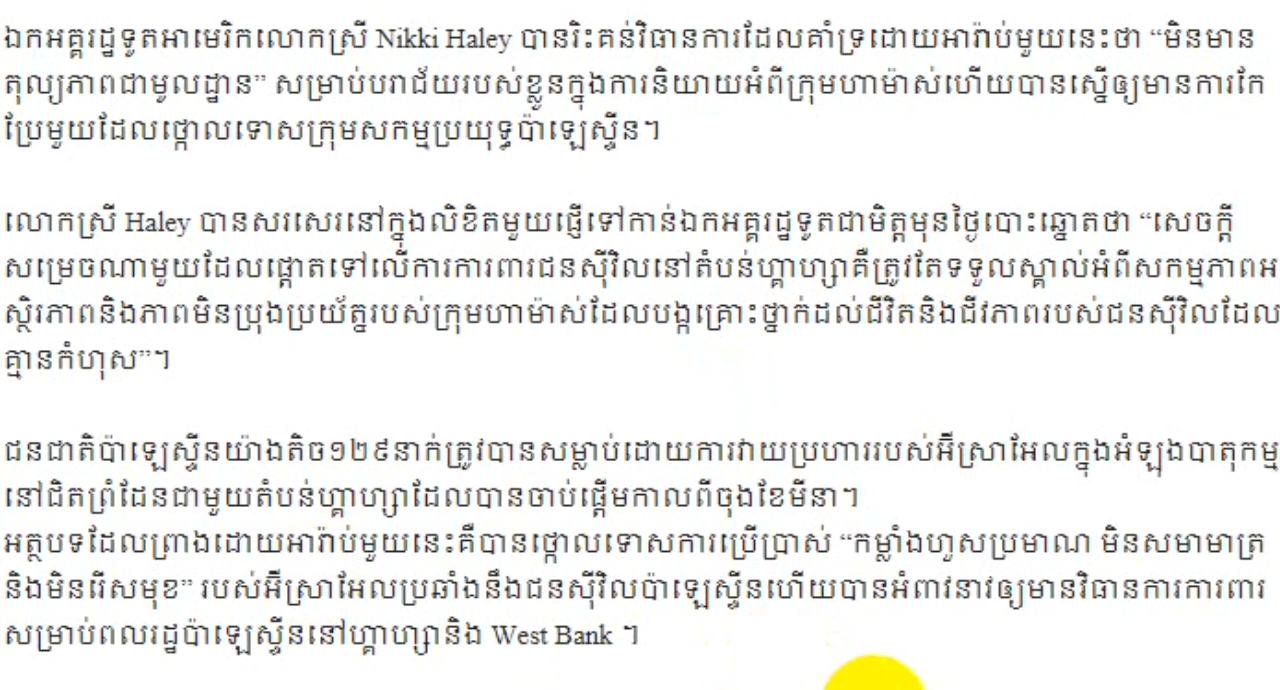 ឯកអគ្គរដ្ឋទូតអាមេរិកលោកស្រី Nikki Haley បានរិះគន់វិធានការដែលគាំទ្រដោយអារ៉ាប់មួយនេះថា “មិនមាន
តុល្យភាពជាមូលដ្ឋាន” សម្រាប់បរាជ័យរបស់ខ្លួនក្នុងការនិយាយអំពីក្រុមហាម៉ាស់ហើយបានស្នើឲ្យមានការកែ
ប្រែមួយដែលថ្កោលទោសក្រុមសកម្មប្រយុទ្ធប៉ាឡេស្ទីន។
លោកស្រី Haley បានសរសេរនៅក្នុងលិខិតមួយផ្ញើទៅកាន់ឯកអគ្គរដ្ឋទូតជាមិត្តមុនថ្ងៃបោះឆ្នោតថា “សេចក្តី
សម្រេចណាមួយដែលផ្តោតទៅលើការការពារជនស៊ីវិលនៅតំបន់ហ្គាហ្សាគឺត្រូវតែទទួលស្គាល់អំពីសកម្មភាពអ
ស្ថិរភាពនិងភាពមិនប្រុងប្រយ័ត្នរបស់ក្រុមហាម៉ាស់ដែលបង្កគ្រោះថ្នាក់ដល់ជីវិតនិងជីវភាពរបស់ជនស៊ីវិលដែល
គ្មានកំហុស”។
ជនជាតិប៉ាឡេស្ទីនយ៉ាងតិច១២៩នាក់ត្រូវបានសម្លាប់ដោយការវាយប្រហាររបស់អ៊ីស្រាអែលក្នុងអំឡុងបាតុកម្ម
នៅជិតព្រំដែនជាមួយតំបន់ហ្គាហ្សាដែលបានចាប់ផ្តើមកាលពីចុងខែមីនា។
អត្ថបទដែលព្រាងដោយអារ៉ាប់មួយនេះគឺបានថ្កោលទោសការប្រើប្រាស់ “កម្លាំងហួសប្រមាណ មិនសមាមាត្រ
និងមិនរើសមុខ” របស់អ៊ីស្រាអែលប្រឆាំងនឹងជនស៊ីវិលប៉ាឡេស្ទីនហើយបានអំពាវនាវឲ្យមានវិធានការការពារ
សម្រាប់ពលរដ្ឋប៉ាឡេស្ទីននៅហ្គាហ្សានិង West Bank ។